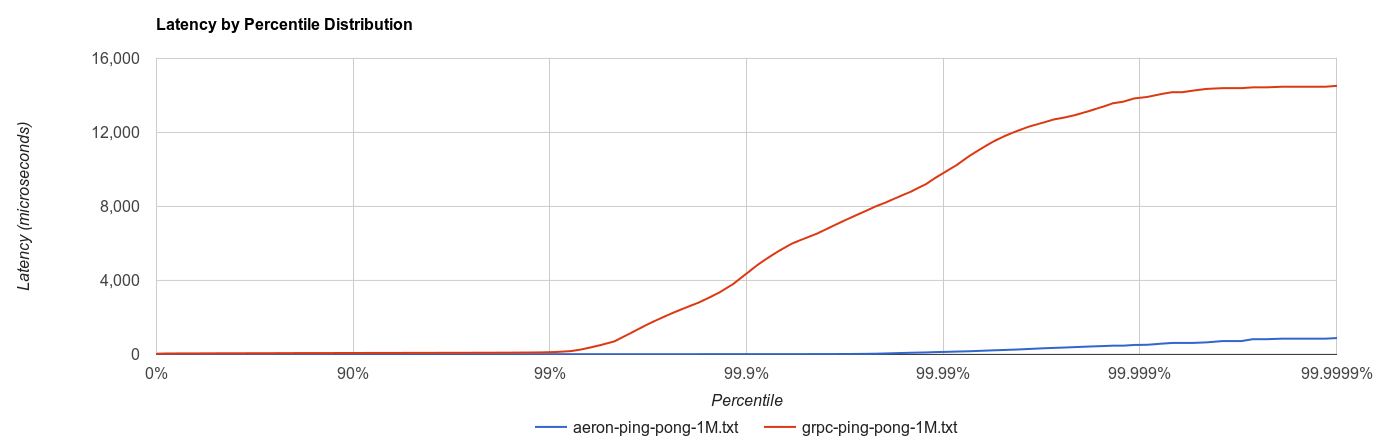 Latency by Percentile Distribution
16,000
12,000
8,000
4,000
0
Latency (microseconds)
0% 90% 99% 99.9% 99.99% 99.999% 99.9999%
Percentile
aeron-ping-pong-1M.txt grpc-ping-pong-1M.txt